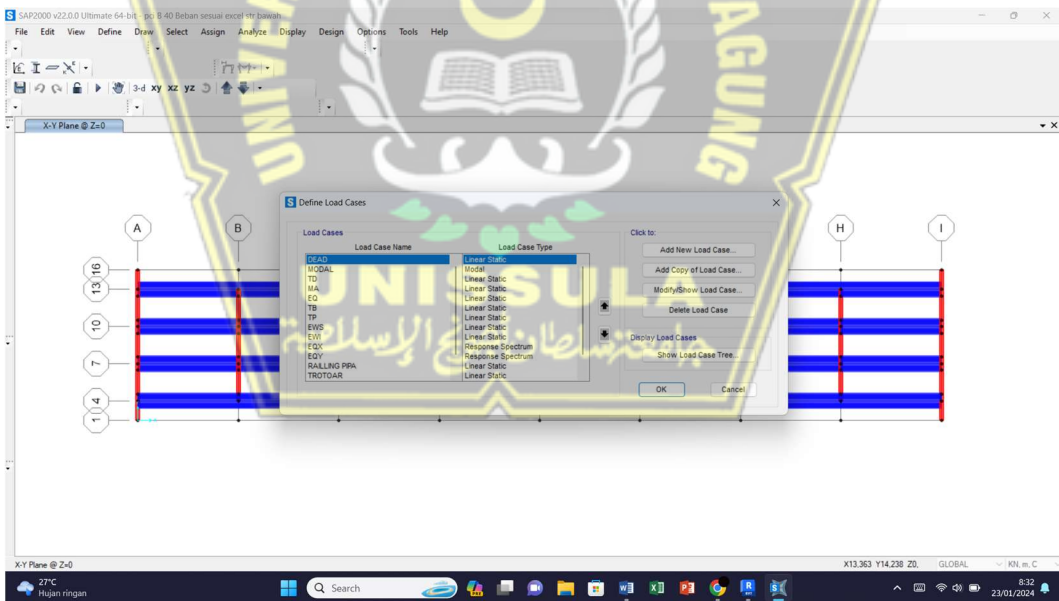 SAP2000 v22.0.0 Ultimate 64-bit - pci B 40 Beban sesuai excel str bawah
File Edit View Define Draw Select Assign Analyze Display Design Options Tools Help
3-d xy xz yz
X-Y Plane @ Z=0
A B H I
16
13
10
7
4
1
Define Load Cases
Load Cases
Load Case Name Load Case Type
DEAD Linear Static
MODAL Modal
TD Linear Static
MA Linear Static
EQ Linear Static
TB Linear Static
TP Linear Static
EWS Linear Static
EWl Linear Static
EQX Response Spectrum
EQY Response Spectrum
RAILLING PIPA Linear Static
TROTOAR Linear Static
Click to:
Add New Load Case...
Add Copy of Load Case...
Modify/Show Load Case...
Delete Load Case
Display Load Cases
Show Load Case Tree...
OK Cancel
UNISSULA
AGUNG
X-Y Plane @ Z=0
X13,363 Y14,238 Z0, GLOBAL KN, m, C
27°C
Hujan ringan
Search
8:32
23/01/2024